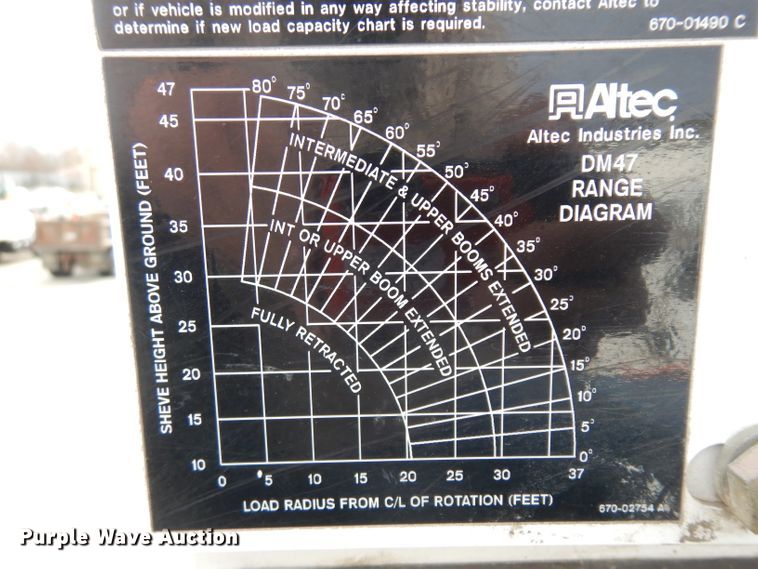 or if vehicle is modified in any way affecting stability, contact Altec to
determine if new load capacity chart is required.
670-01490 C
Altec
Altec Industries Inc.
DM47
RANGE
DIAGRAM
SHEVE HEIGHT ABOVE GROUND (FEET)
47
45
40
35
30
25
20
15
10
80°
75°
70°
65°
60°
55°
50°
45°
40°
35°
30°
25°
20°
15°
10°
5°
0°
INTERMEDIATE & UPPER BOOMS EXTENDED
INT OR UPPER BOOM EXTENDED
FULLY RETRACTED
0 5 10 15 20 25 30 37
LOAD RADIUS FROM C/L OF ROTATION (FEET)
670-02754 A
Purple Wave Auction